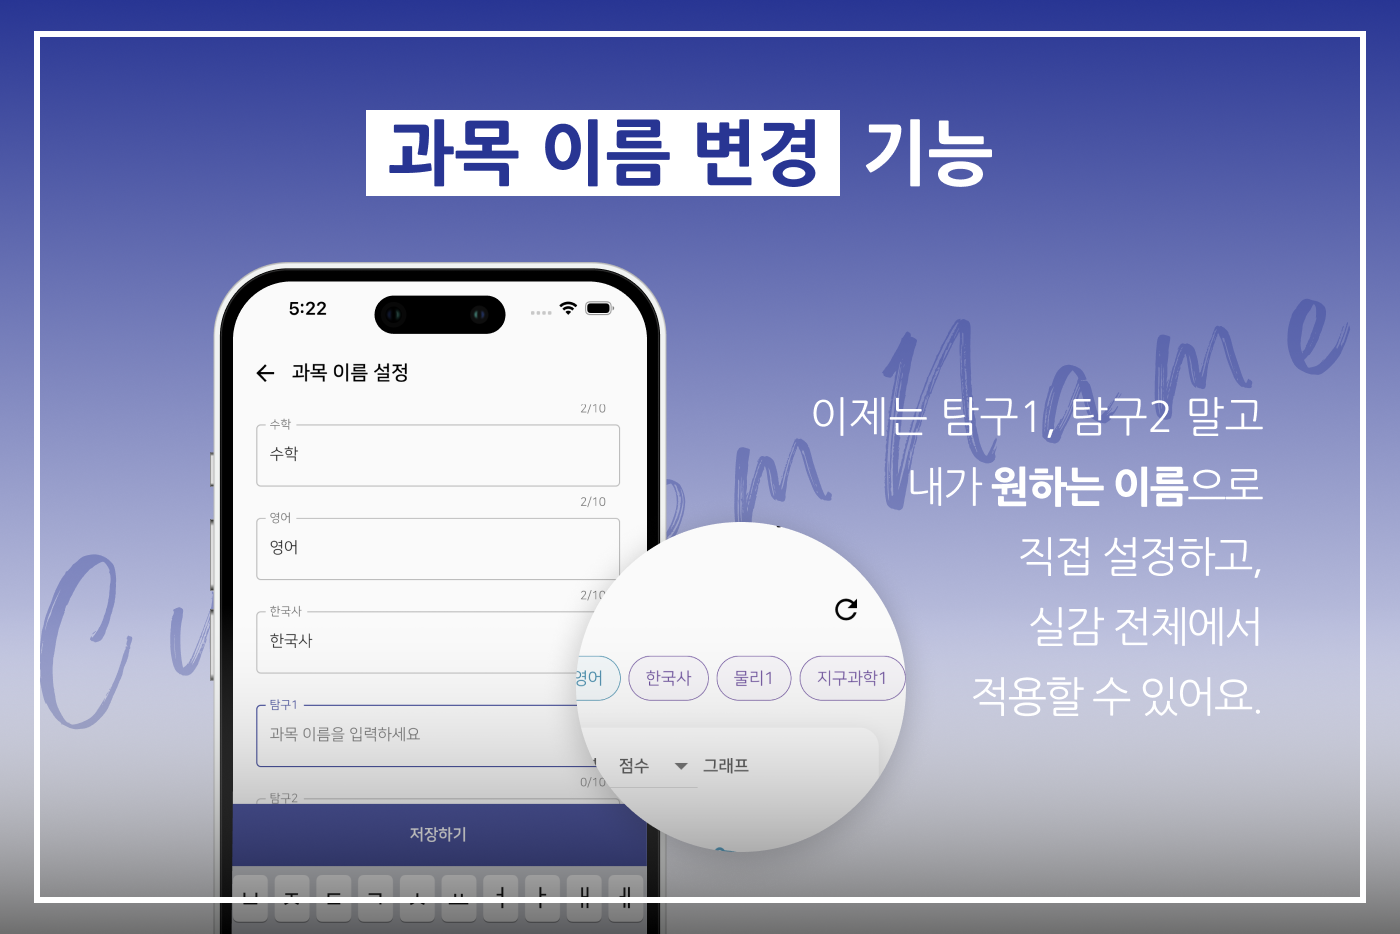 과목 이름 변경 기능
5:22
과목 이름 설정
2/10
수학
수학
2/10
영어
영어
2/10
한국사
한국사
탐구1
과목 이름을 입력하세요
0/10
탐구2
저장하기
영어 한국사 물리1 지구과학1
점수 그래프
Name
이제는 탐구1, 탐구2 말고
내가 원하는 이름으로
직접 설정하고,
실감 전체에서
적용할 수 있어요.